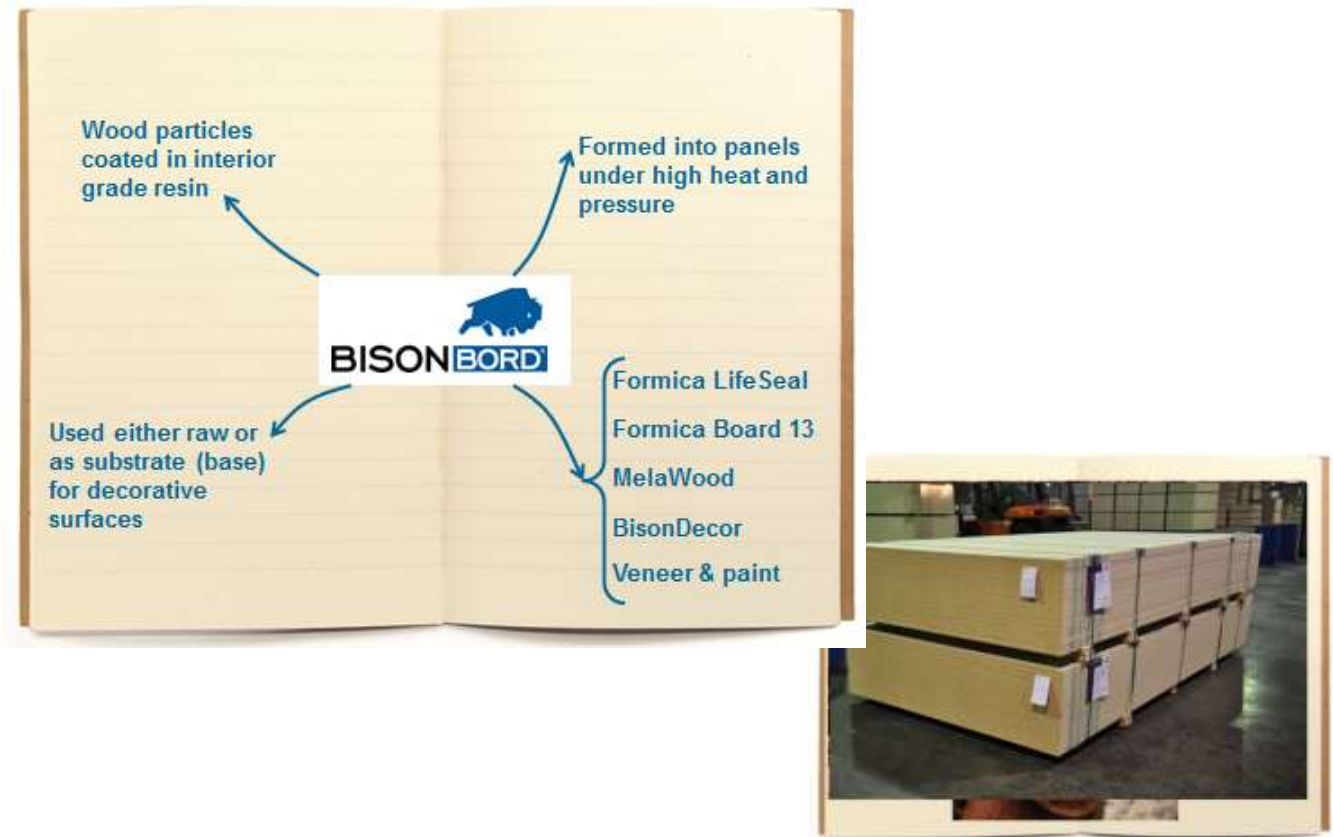 Wood particles
coated in interior
grade resin
Formed into panels
under high heat and
pressure
BISONBORD
Used either raw or
as substrate (base)
for decorative
surfaces
Formica LifeSeal
Formica Board 13
MelaWood
BisonDecor
Veneer & paint